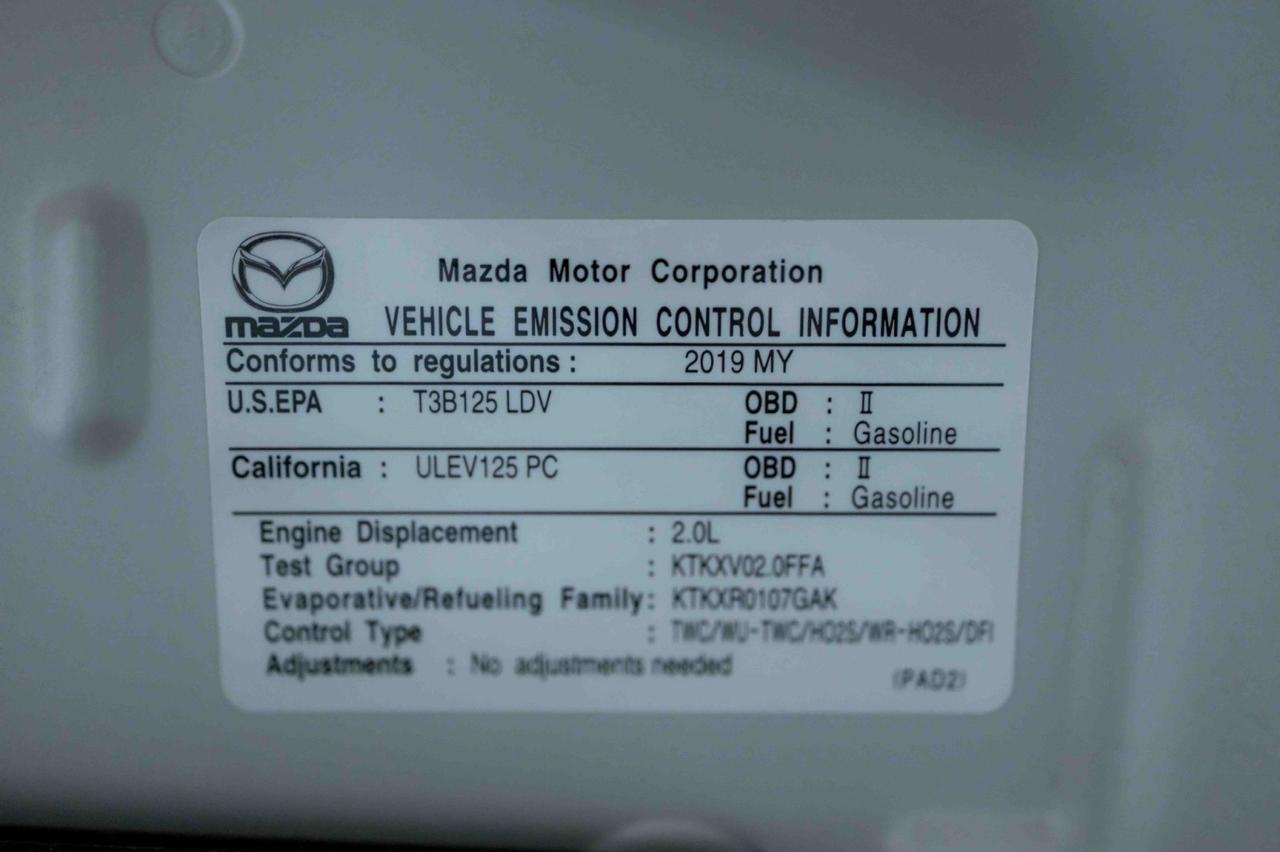 mazda
Mazda Motor Corporation
VEHICLE EMISSION CONTROL INFORMATION
Conforms to regulations : 2019 MY
U.S.EPA : T3B125 LDV OBD : II
Fuel : Gasoline
California : ULEV125 PC OBD : II
Fuel : Gasoline
Engine Displacement : 2.0L
Test Group : KTKXV02.0FFA
Evaporative/Refueling Family : KTKXR0107GAK
Control Type : TWC/WU-TWC/HO2S/WR-HO2S/DFI
Adjustments : No adjustments needed
(PAD2)